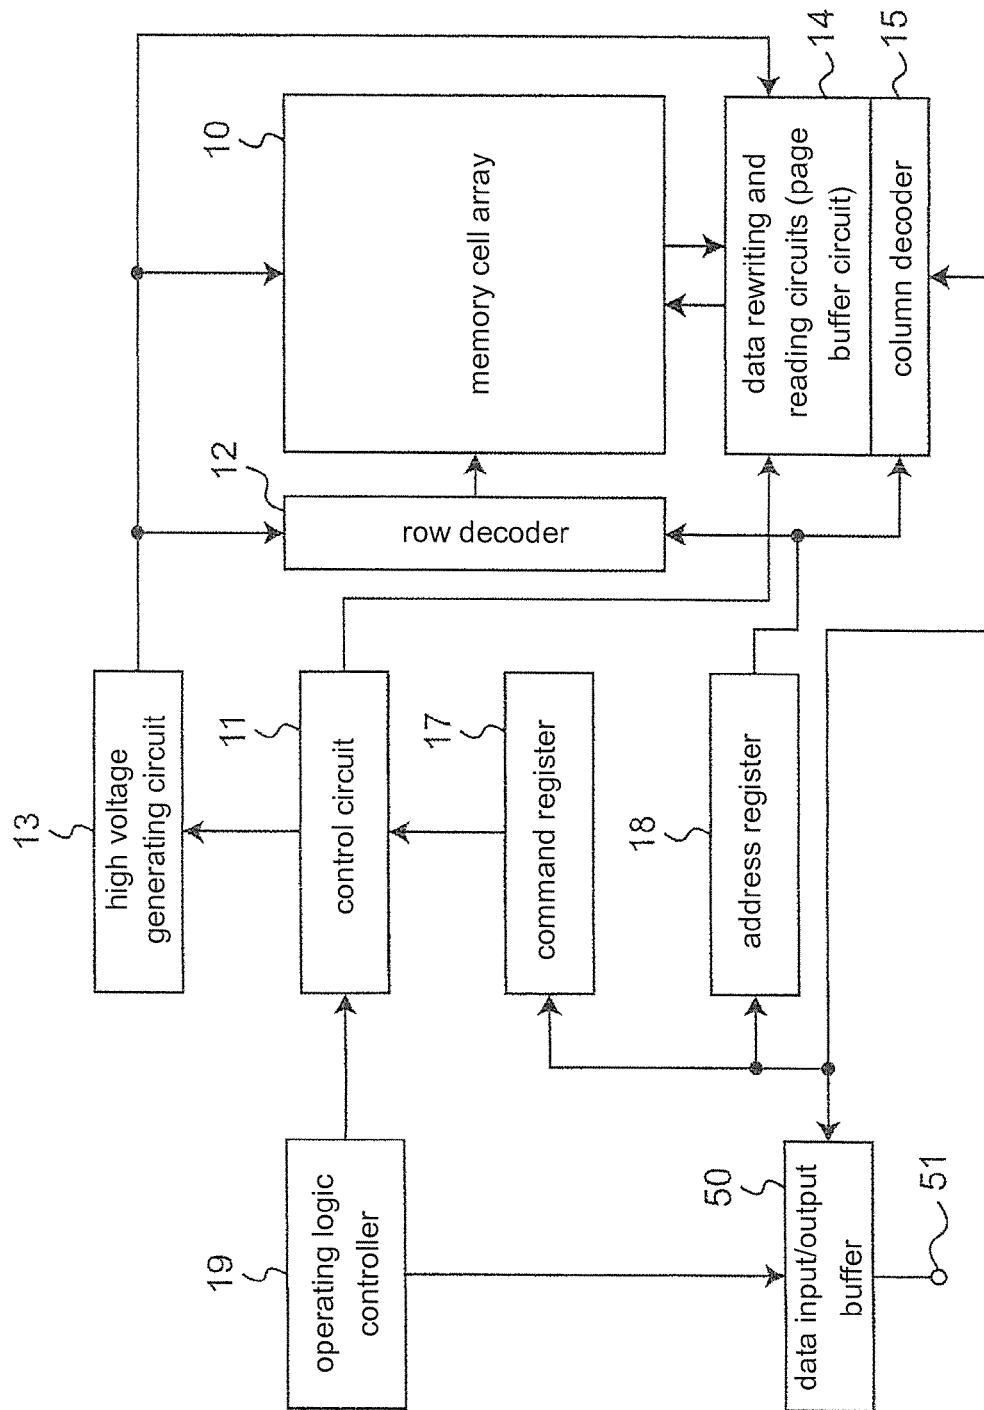 13
high voltage
generating circuit
11
control circuit
17
command register
18
address register
19
operating logic
controller
50
data input/output
buffer
51
12
row decoder
10
memory cell array
14
data rewriting and
reading circuits (page
buffer circuit)
15
column decoder